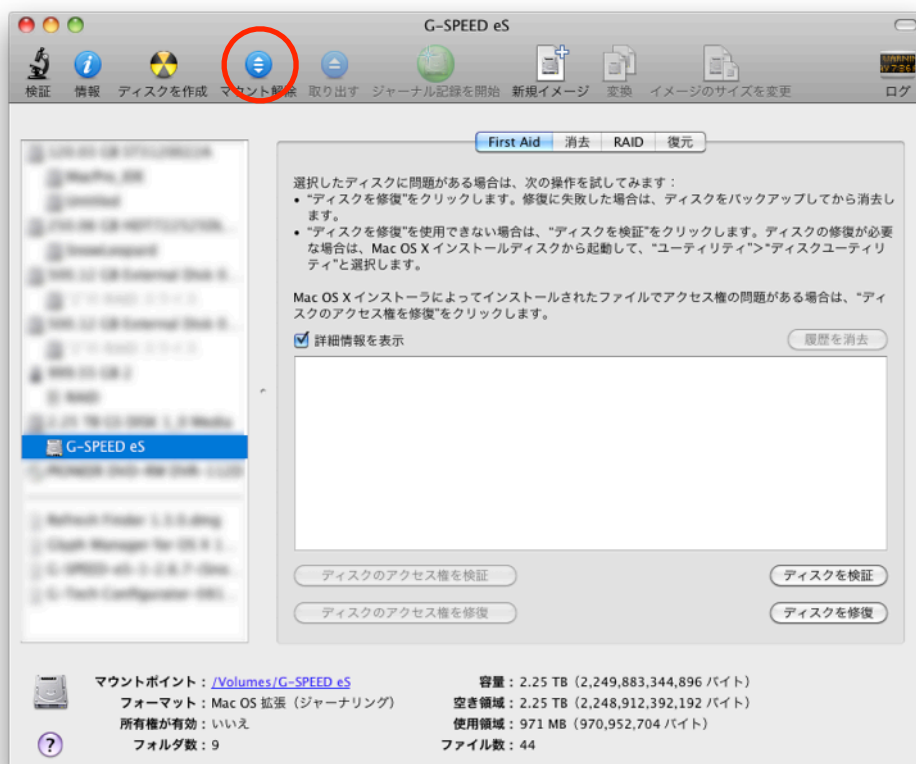 G-SPEED eS
検証 情報 ディスクを作成 マウント解除 取り出す ジャーナル記録を開始 新規イメージ 変換 イメージのサイズを変更 ログ
First Aid 消去 RAID 復元
選択したディスクに問題がある場合は、次の操作を試してみます：
• “ディスクを修復”をクリックします。修復に失敗した場合は、ディスクをバックアップしてから消去し
ます。
• “ディスクを修復”を使用できない場合は、“ディスクを検証”をクリックします。ディスクの修復が必要
な場合は、Mac OS X インストールディスクから起動して、“ユーティリティ”＞“ディスクユーティリ
ティ”と選択します。
Mac OS X インストーラによってインストールされたファイルでアクセス権の問題がある場合は、“ディ
スクのアクセス権を修復”をクリックします。
詳細情報を表示 履歴を消去
G-SPEED eS
ディスクのアクセス権を検証 ディスクを検証
ディスクのアクセス権を修復 ディスクを修復
マウントポイント：/Volumes/G-SPEED eS 容量：2.25 TB（2,249,883,344,896 バイト）
フォーマット：Mac OS 拡張（ジャーナリング） 空き領域：2.25 TB（2,248,912,392,192 バイト）
所有権が有効：いいえ 使用領域：971 MB（970,952,704 バイト）
フォルダ数：9 ファイル数：44